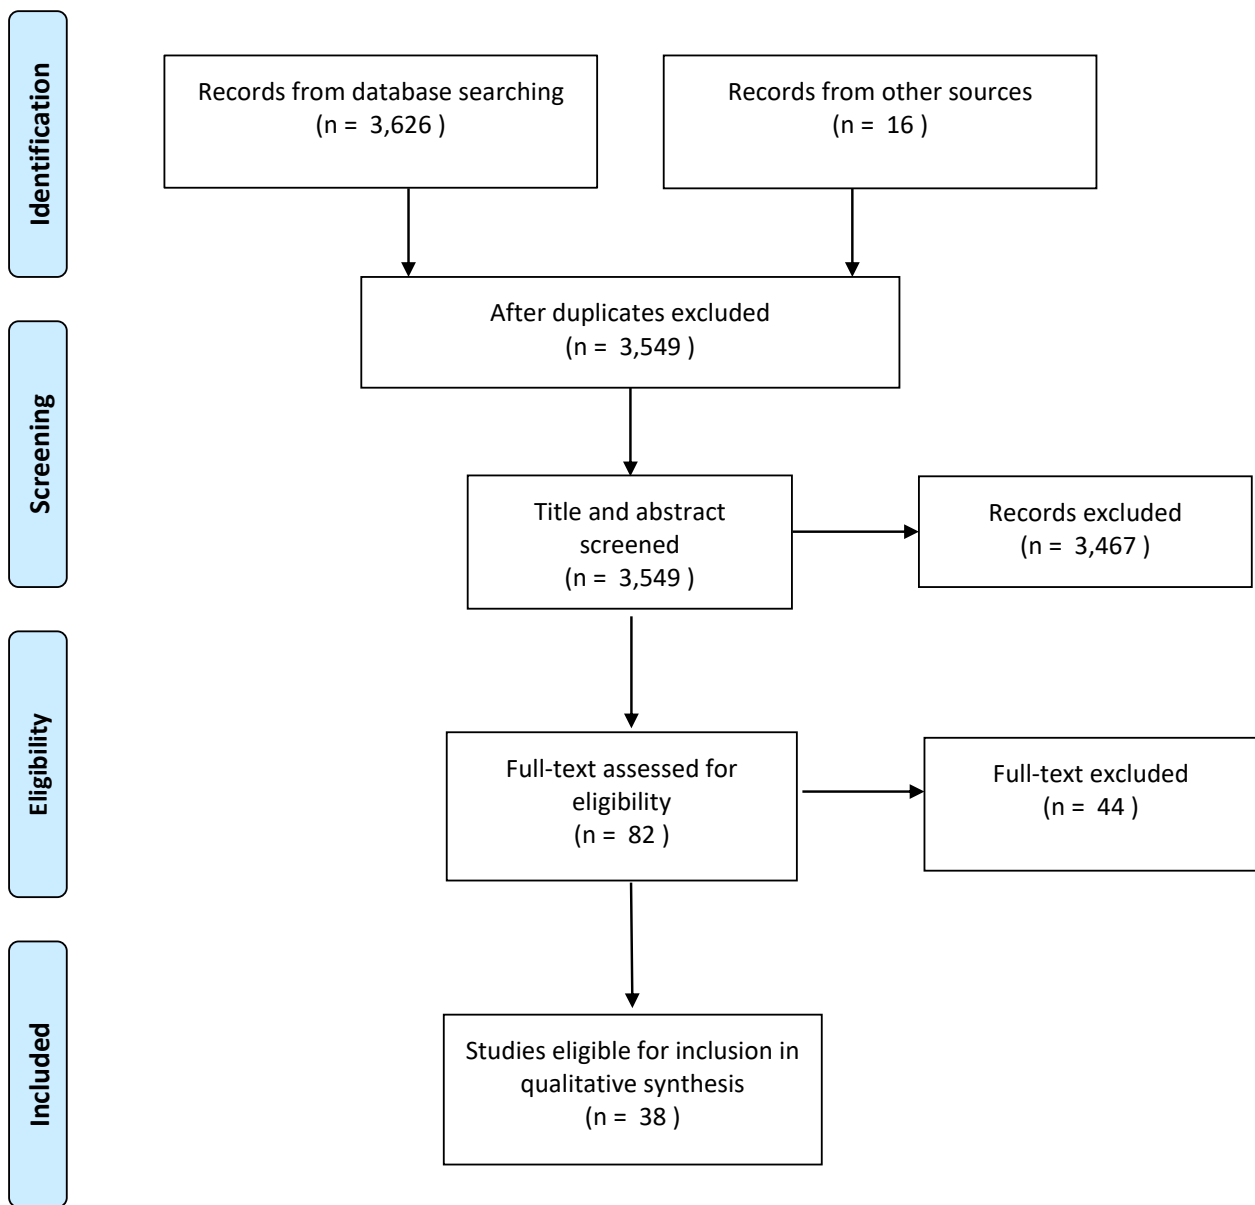 Identification
Records from database searching
(n = 3,626 )
Records from other sources
(n = 16 )
After duplicates excluded
(n = 3,549 )
Screening
Title and abstract
screened
(n = 3,549 )
Records excluded
(n = 3,467 )
Eligibility
Full-text assessed for
eligibility
(n = 82 )
Full-text excluded
(n = 44 )
Included
Studies eligible for inclusion in
qualitative synthesis
(n = 38 )